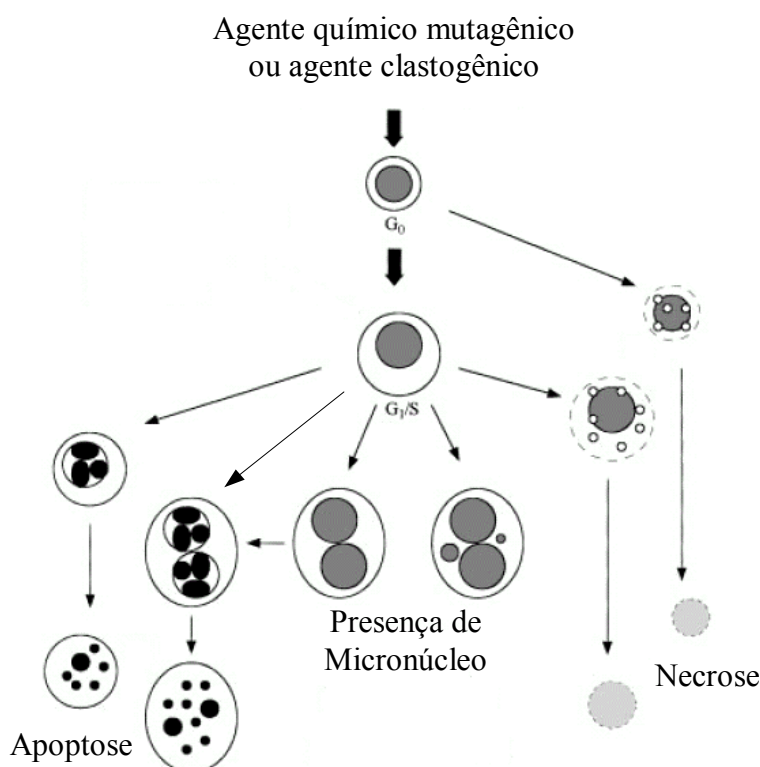 Agente químico mutagênico
ou agente clastogênico
G₀
G₁/S
Presença de
Micronúcleo
Necrose
Apoptose